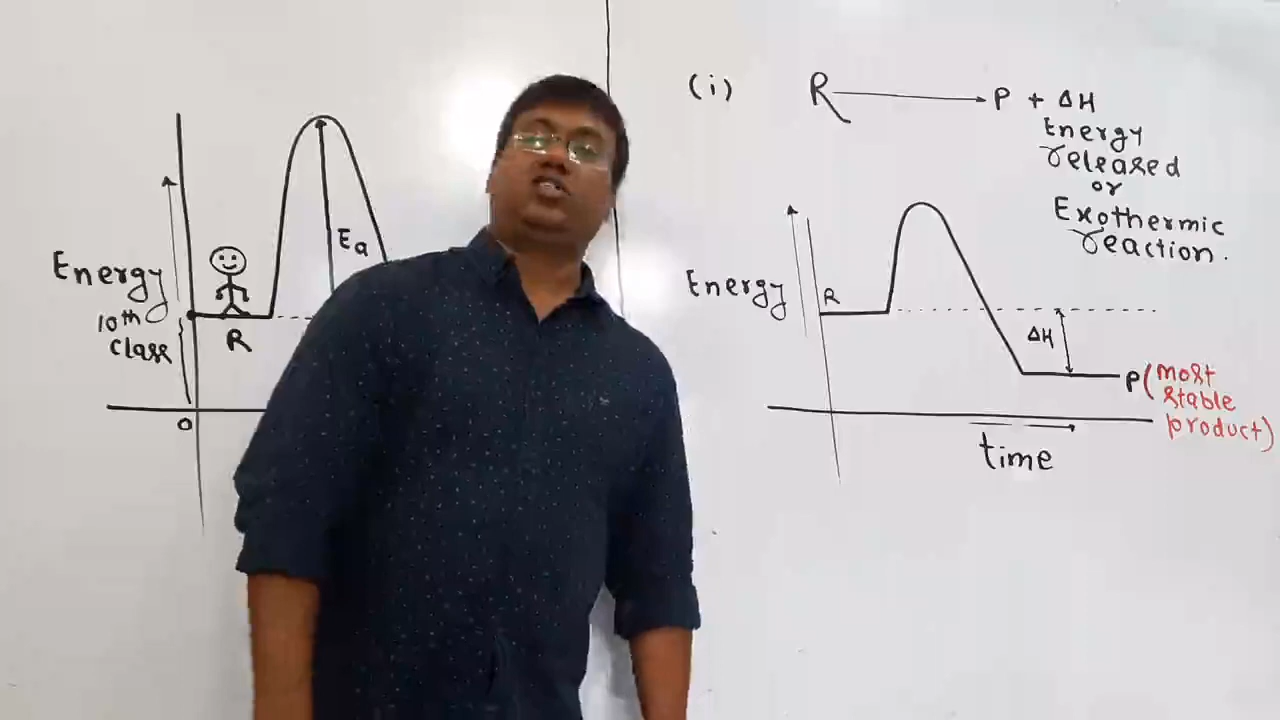 Energy
10th
class
R
Ea
0
(i) R → P + ΔH
Energy
released
or
Exothermic
reaction.
Energy
R
ΔH
P (most
stable
product)
time